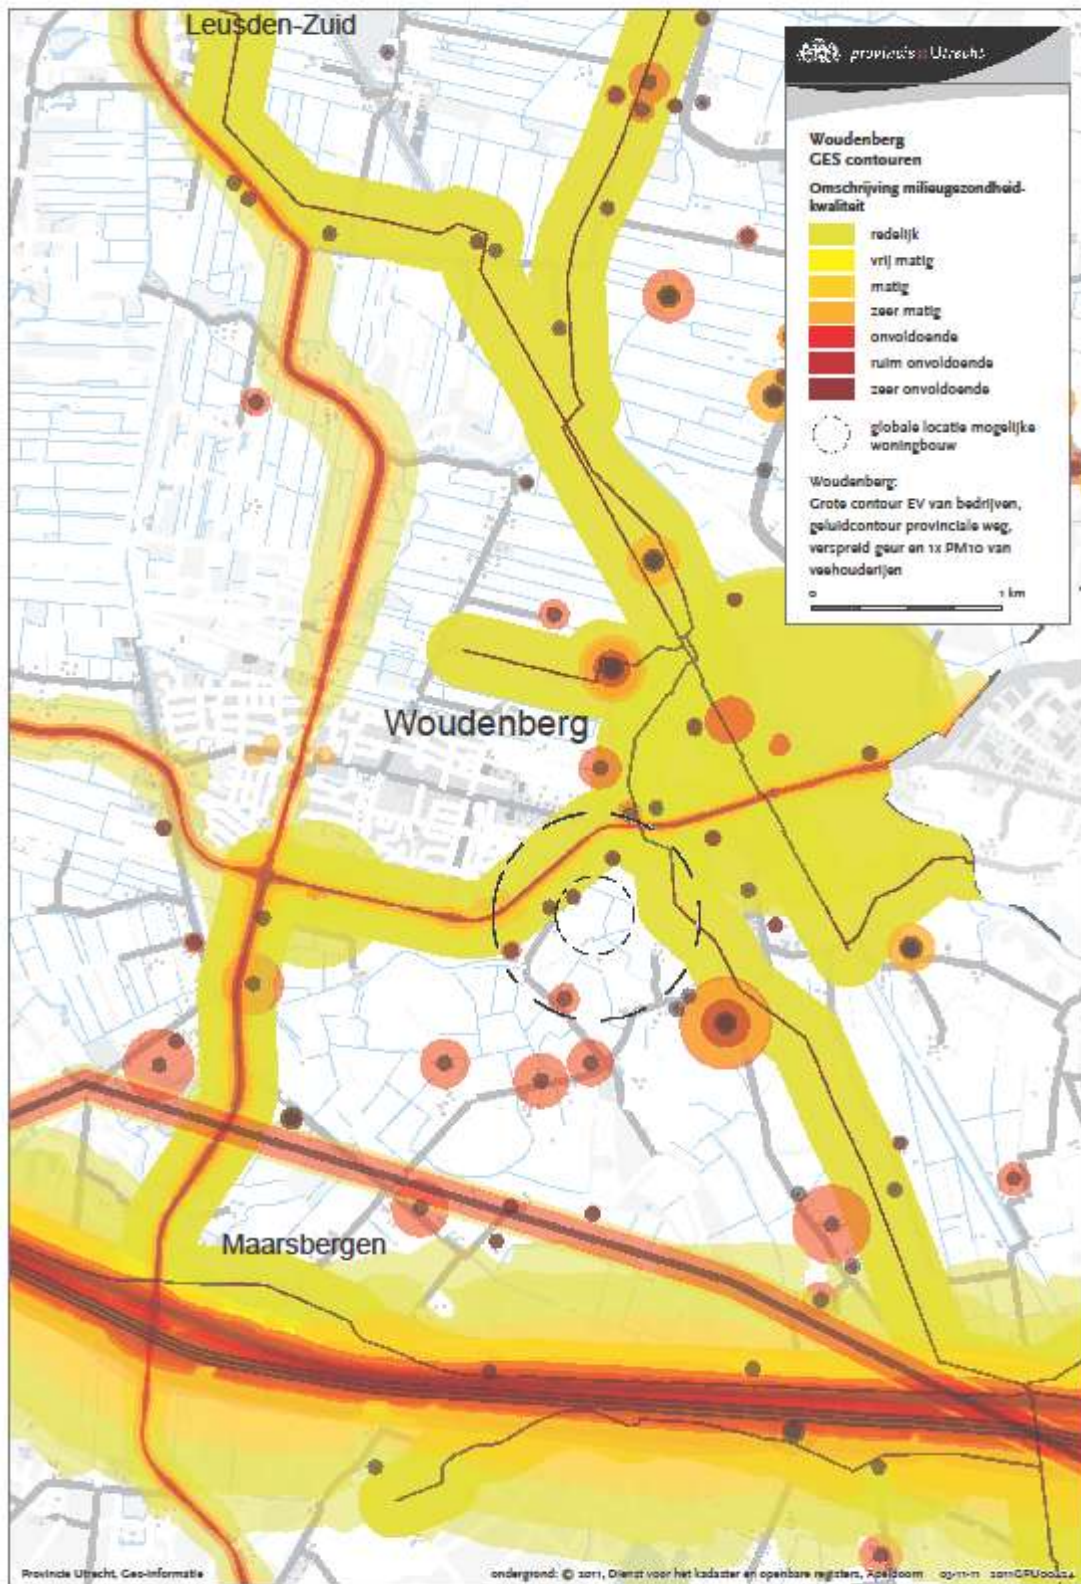 Leusden-Zuid
provincie :: Utrecht
Woudenberg
GES contouren
Omschrijving milieugezondheid-
kwaliteit
redelijk
vrij matig
matig
zeer matig
onvoldoende
ruim onvoldoende
zeer onvoldoende
globale locatie mogelijke
woningbouw
Woudenberg:
Grote contour EV van bedrijven,
geluidcontour provinciale weg,
verspreid geur en 1x PM10 van
veehouderijen
0 1 km
Woudenberg
Maarsbergen
Provincie Utrecht, Geo-Informatie
ondergrond: © 2011, Dienst voor het kadaster en openbare registers, Apeldoorn 03-11-11